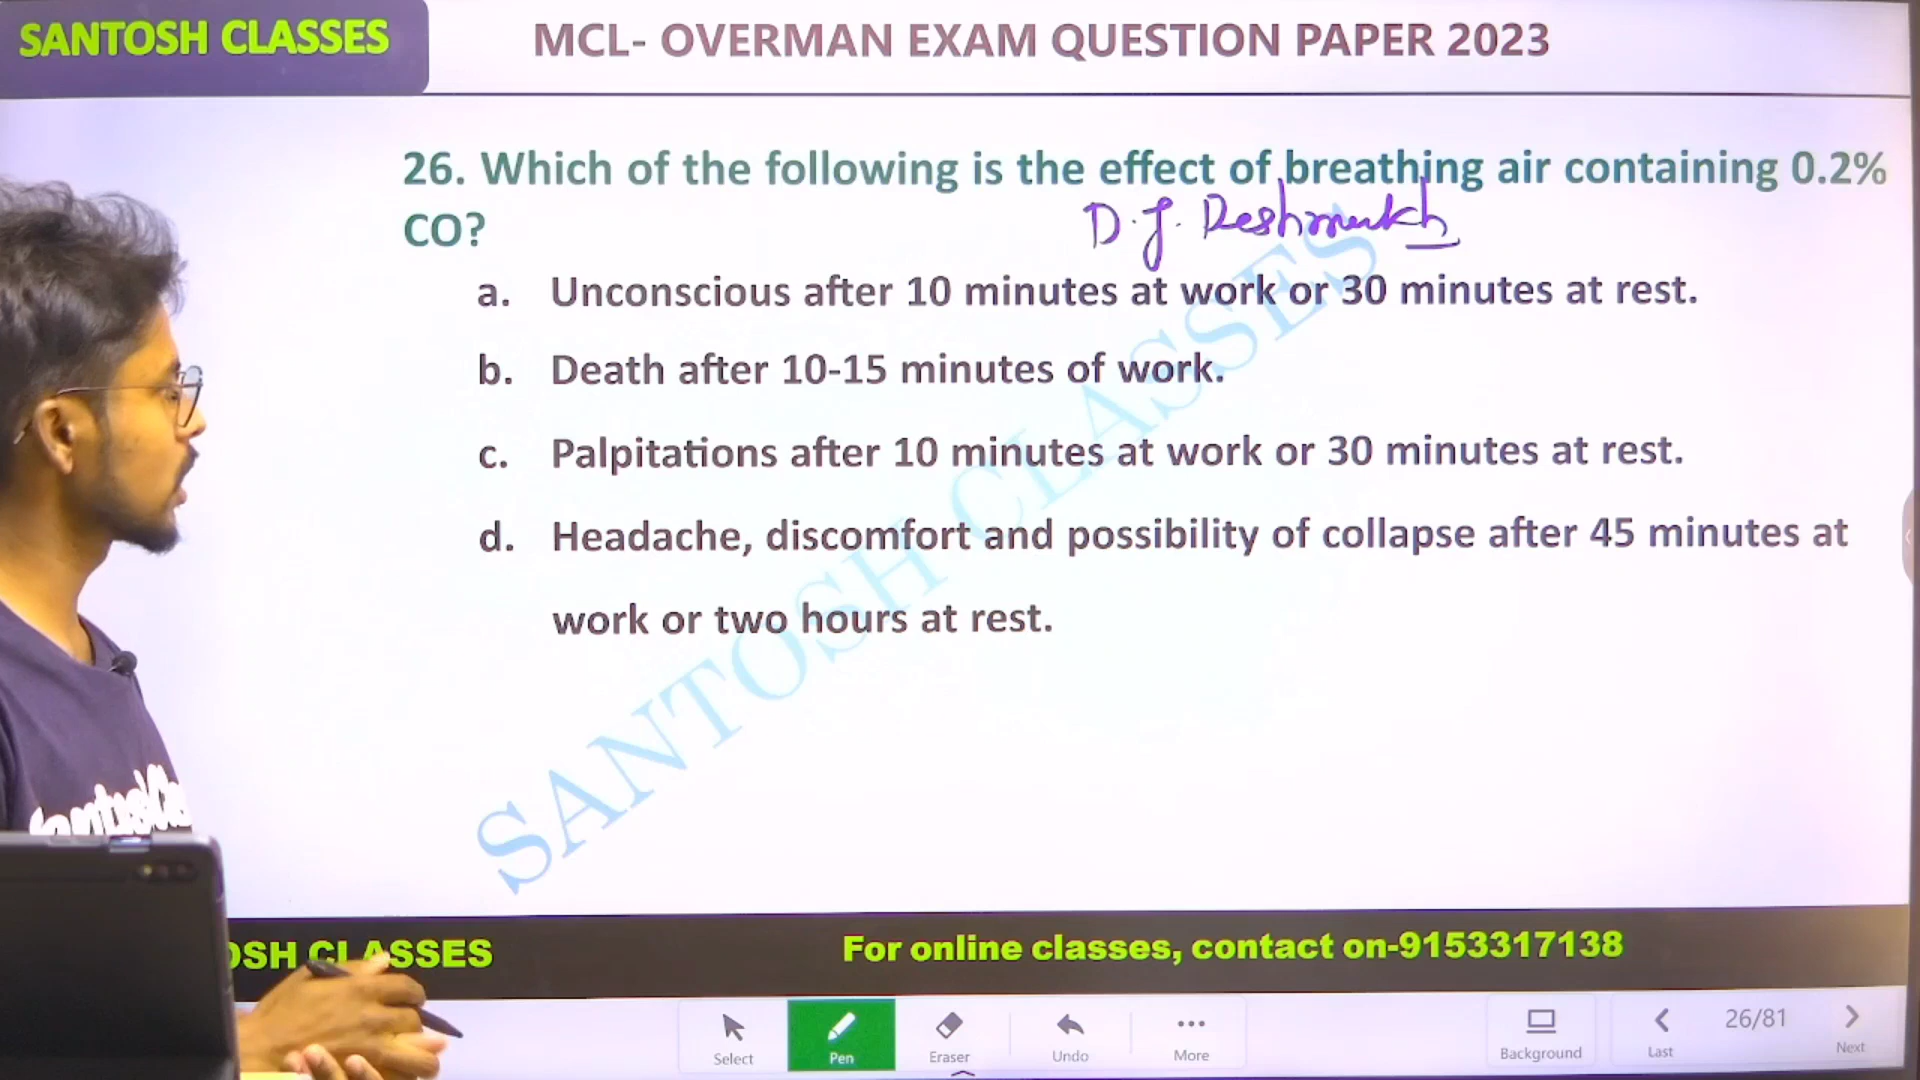 SANTOSH CLASSES
MCL- OVERMAN EXAM QUESTION PAPER 2023
26. Which of the following is the effect of breathing air containing 0.2%
CO?
D.J. Deshmukh
a. Unconscious after 10 minutes at work or 30 minutes at rest.
b. Death after 10-15 minutes of work.
c. Palpitations after 10 minutes at work or 30 minutes at rest.
d. Headache, discomfort and possibility of collapse after 45 minutes at
work or two hours at rest.
SANTOSH CLASSES
OSH CLASSES
For online classes, contact on-9153317138
Select
Pen
Eraser
Undo
More
Background
Last
26/81
Next